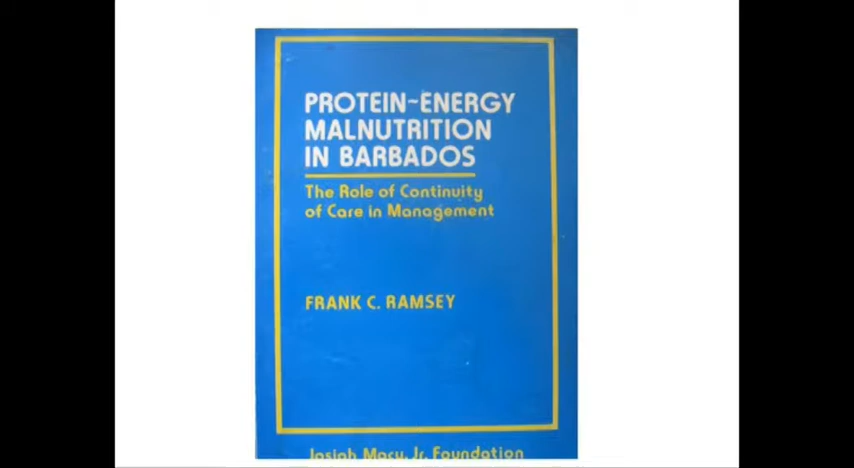 PROTEIN~ENERGY
MALNUTRITION
IN BARBADOS
The Role of Continuity
of Care in Management
FRANK C. RAMSEY
Josiah Macy, Jr. Foundation